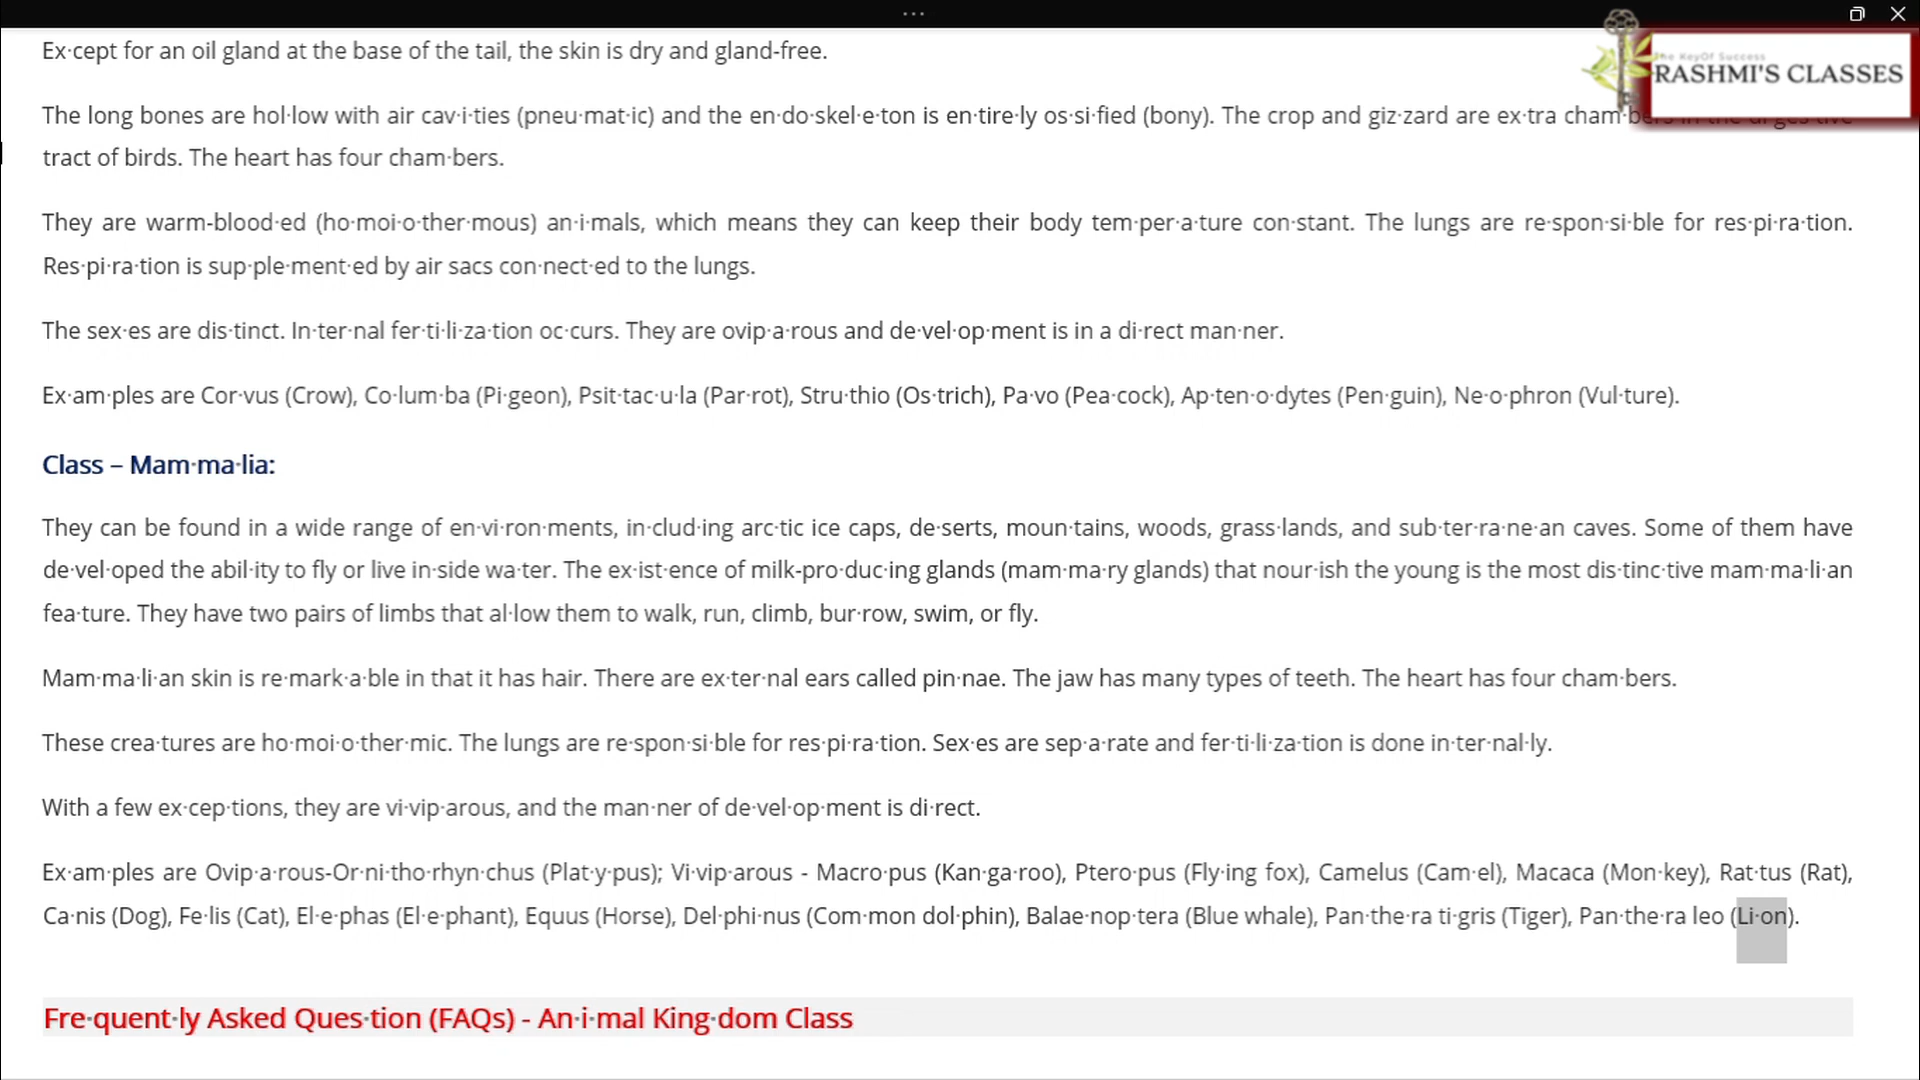 Ex·cept for an oil gland at the base of the tail, the skin is dry and gland-free.
The KeyOf Success
RASHMI'S CLASSES
The long bones are hol·low with air cav·i·ties (pneu·mat·ic) and the en·do·skel·e·ton is en·tire·ly os·si·fied (bony). The crop and giz·zard are ex·tra cham·bers in the di·ges·tive
tract of birds. The heart has four cham·bers.
They are warm-blood·ed (ho·moi·o·ther·mous) an·i·mals, which means they can keep their body tem·per·a·ture con·stant. The lungs are re·spon·si·ble for res·pi·ra·tion.
Res·pi·ra·tion is sup·ple·ment·ed by air sacs con·nect·ed to the lungs.
The sex·es are dis·tinct. In·ter·nal fer·ti·li·za·tion oc·curs. They are ovip·a·rous and de·vel·op·ment is in a di·rect man·ner.
Ex·am·ples are Cor·vus (Crow), Co·lum·ba (Pi·geon), Psit·tac·u·la (Par·rot), Stru·thio (Os·trich), Pa·vo (Pea·cock), Ap·ten·o·dytes (Pen·guin), Ne·o·phron (Vul·ture).
Class – Mam·ma·lia:
They can be found in a wide range of en·vi·ron·ments, in·clud·ing arc·tic ice caps, de·serts, moun·tains, woods, grass·lands, and sub·ter·ra·ne·an caves. Some of them have
de·vel·oped the abil·ity to fly or live in·side wa·ter. The ex·ist·ence of milk-pro·duc·ing glands (mam·ma·ry glands) that nour·ish the young is the most dis·tinc·tive mam·ma·li·an
fea·ture. They have two pairs of limbs that al·low them to walk, run, climb, bur·row, swim, or fly.
Mam·ma·li·an skin is re·mark·a·ble in that it has hair. There are ex·ter·nal ears called pin·nae. The jaw has many types of teeth. The heart has four cham·bers.
These crea·tures are ho·moi·o·ther·mic. The lungs are re·spon·si·ble for res·pi·ra·tion. Sex·es are sep·a·rate and fer·ti·li·za·tion is done in·ter·nal·ly.
With a few ex·cep·tions, they are vi·vip·arous, and the man·ner of de·vel·op·ment is di·rect.
Ex·am·ples are Ovip·a·rous-Or·ni·tho·rhyn·chus (Plat·y·pus); Vi·vip·arous - Macro·pus (Kan·ga·roo), Ptero·pus (Fly·ing fox), Camelus (Cam·el), Macaca (Mon·key), Rat·tus (Rat),
Ca·nis (Dog), Fe·lis (Cat), El·e·phas (El·e·phant), Equus (Horse), Del·phi·nus (Com·mon dol·phin), Balae·nop·tera (Blue whale), Pan·the·ra ti·gris (Tiger), Pan·the·ra leo (Li·on).
Fre·quent·ly Asked Ques·tion (FAQs) - An·i·mal King·dom Class